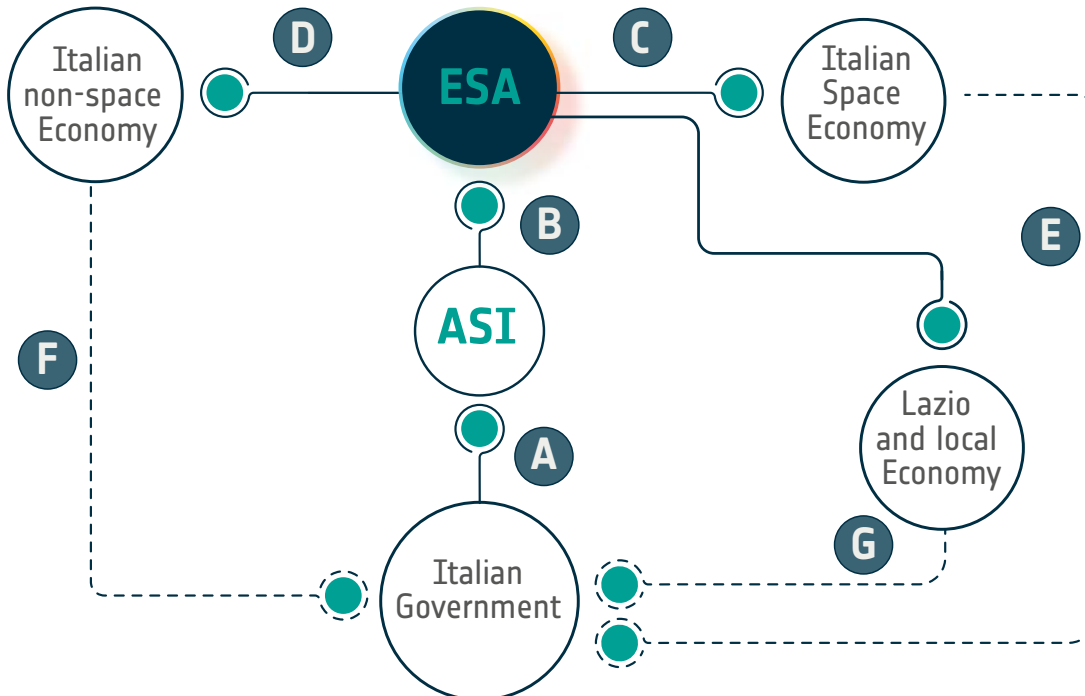 D
C
Italian
non-space
Economy
ESA
Italian
Space
Economy
B
E
ASI
F
A
Lazio
and local
Economy
G
Italian
Government